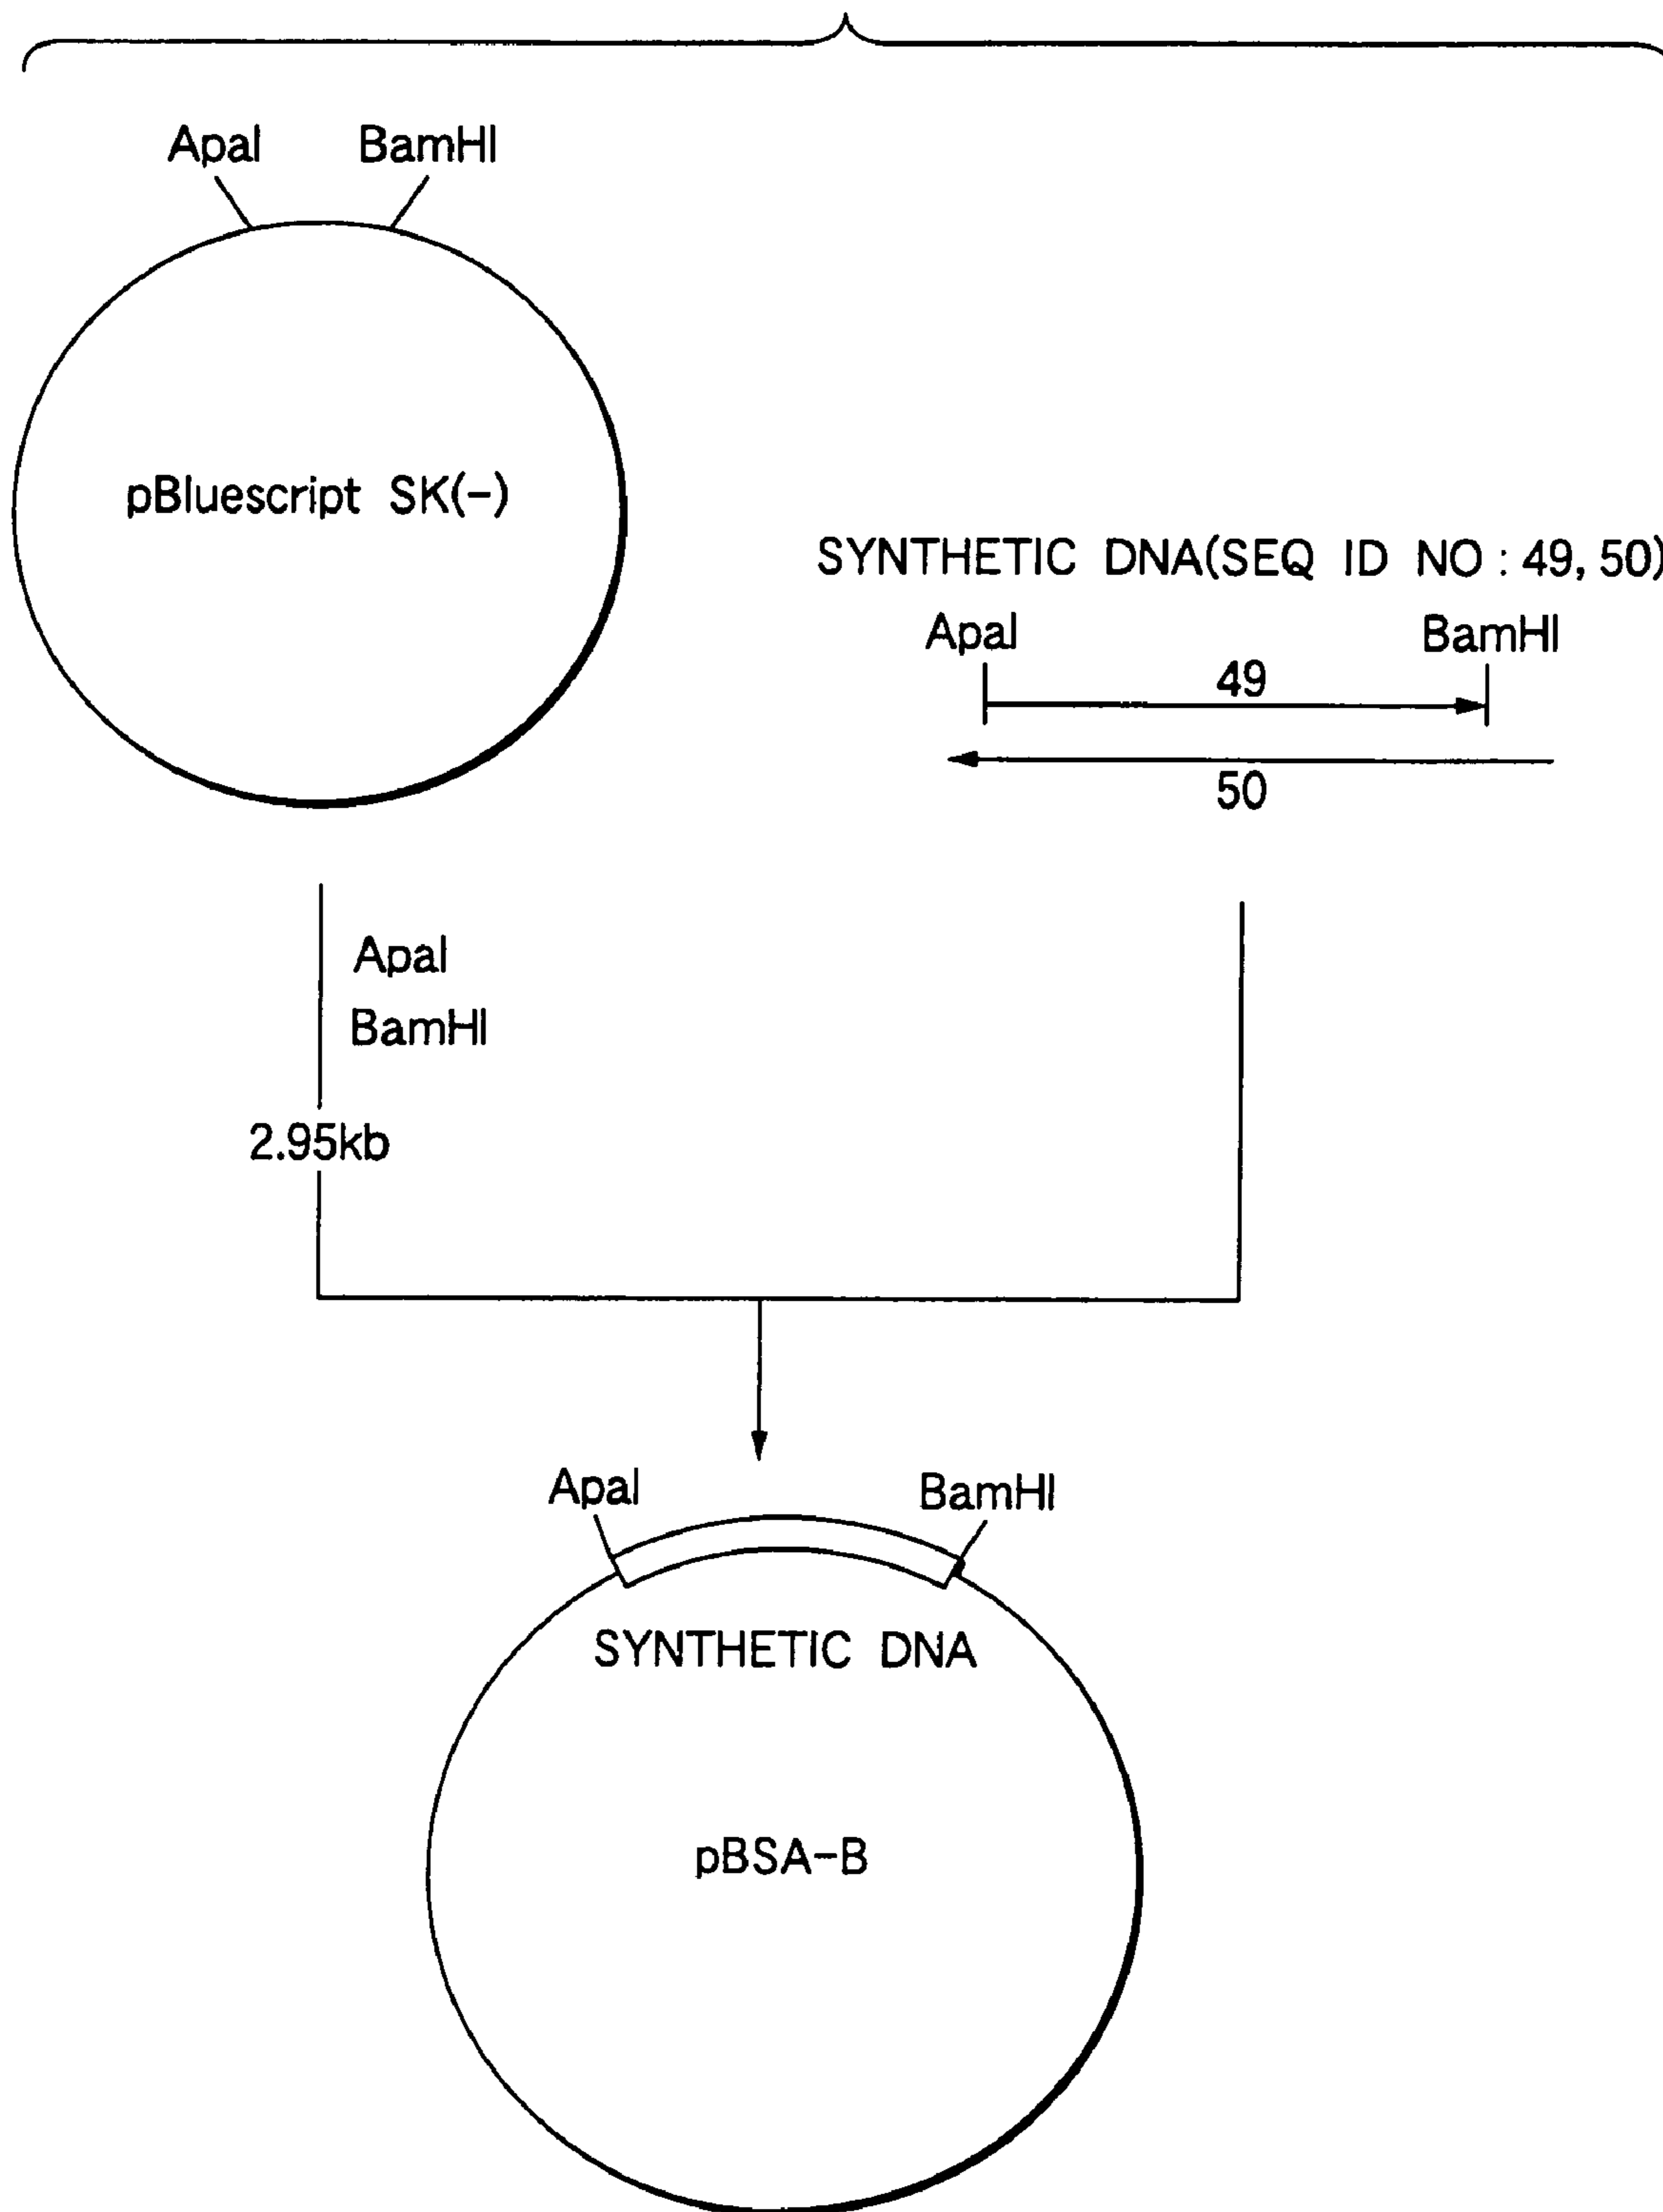 ApaI BamHI
pBluescript SK(-)
SYNTHETIC DNA(SEQ ID NO : 49, 50)
ApaI BamHI
49
50
ApaI
BamHI
2.95kb
ApaI BamHI
SYNTHETIC DNA
pBSA-B